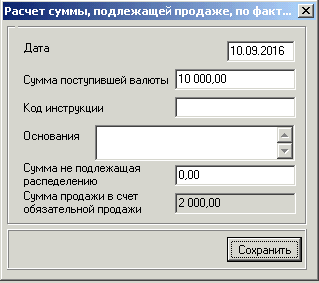 Расчет суммы, подлежащей продаже, по факт...
Дата 10.09.2016
Сумма поступившей валюты 10 000,00
Код инструкции
Основания
Сумма не подлежащая
распеделению 0,00
Сумма продажи в счет
обязательной продажи 2 000,00
Сохранить